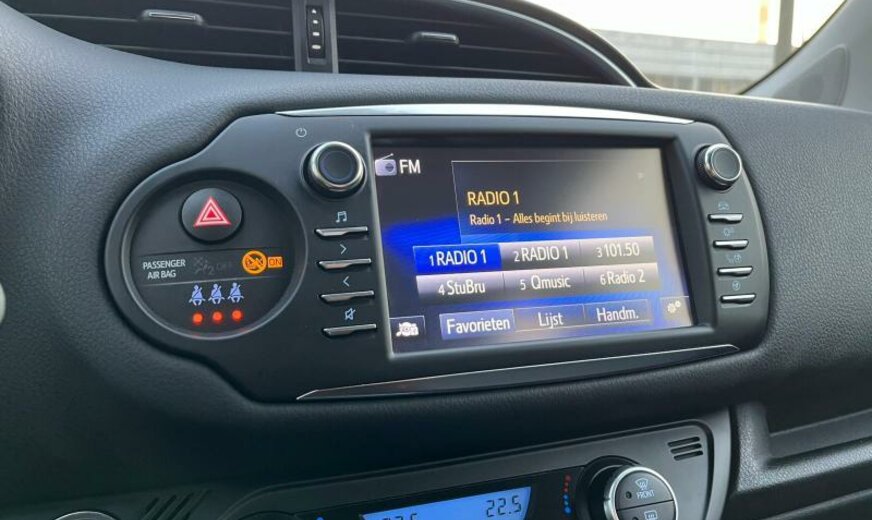 FM
RADIO 1
Radio 1 - Alles begint bij luisteren
1 RADIO 1 2 RADIO 1 3 101.50
4 StuBru 5 Qmusic 6 Radio 2
Favorieten Lijst Handm.
PASSENGER
AIR BAG
OFF
ON
22.5
FRONT